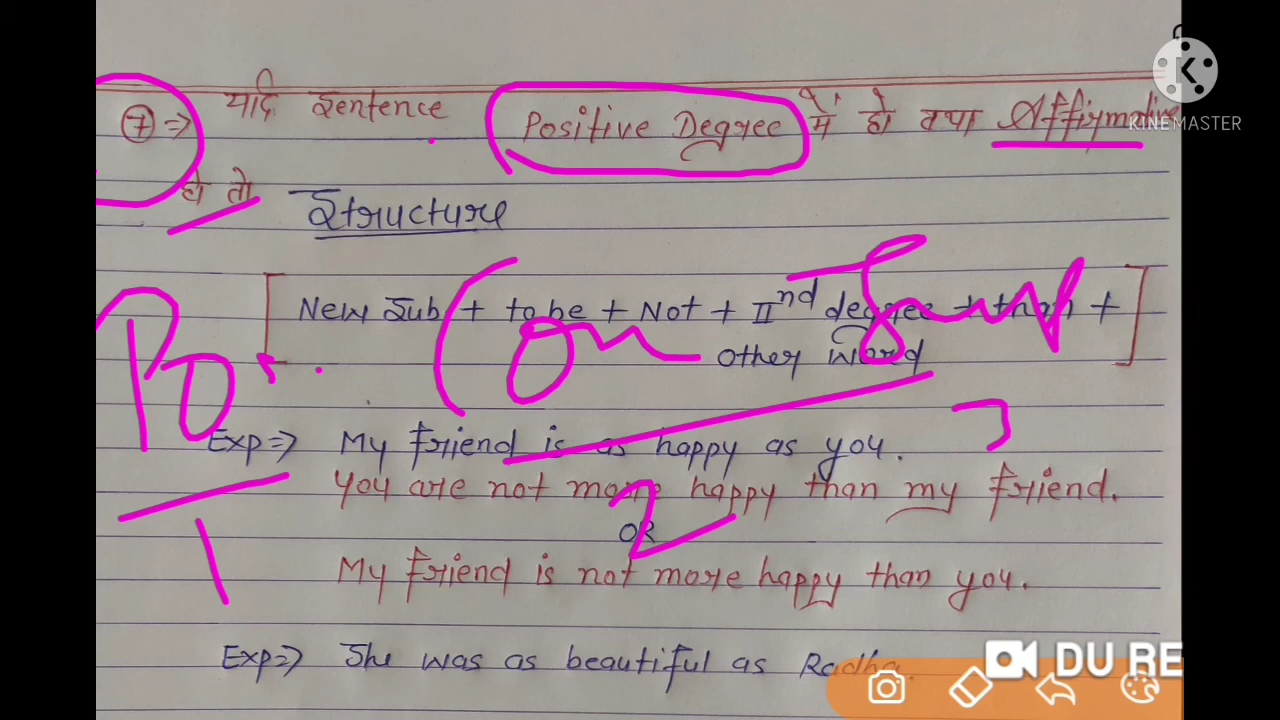 ⑦ ⇒ यदि Sentence Positive Degree में हो तथा Affirmative
हो तो Structure
[New Sub + to be + Not + IInd degree + than +
other word]
Exp ⇒ My friend is as happy as you.
You are not more happy than my friend.
OR
My friend is not more happy than you.
Exp ⇒ She was as beautiful as Radha.
KINEMASTER
DU RE